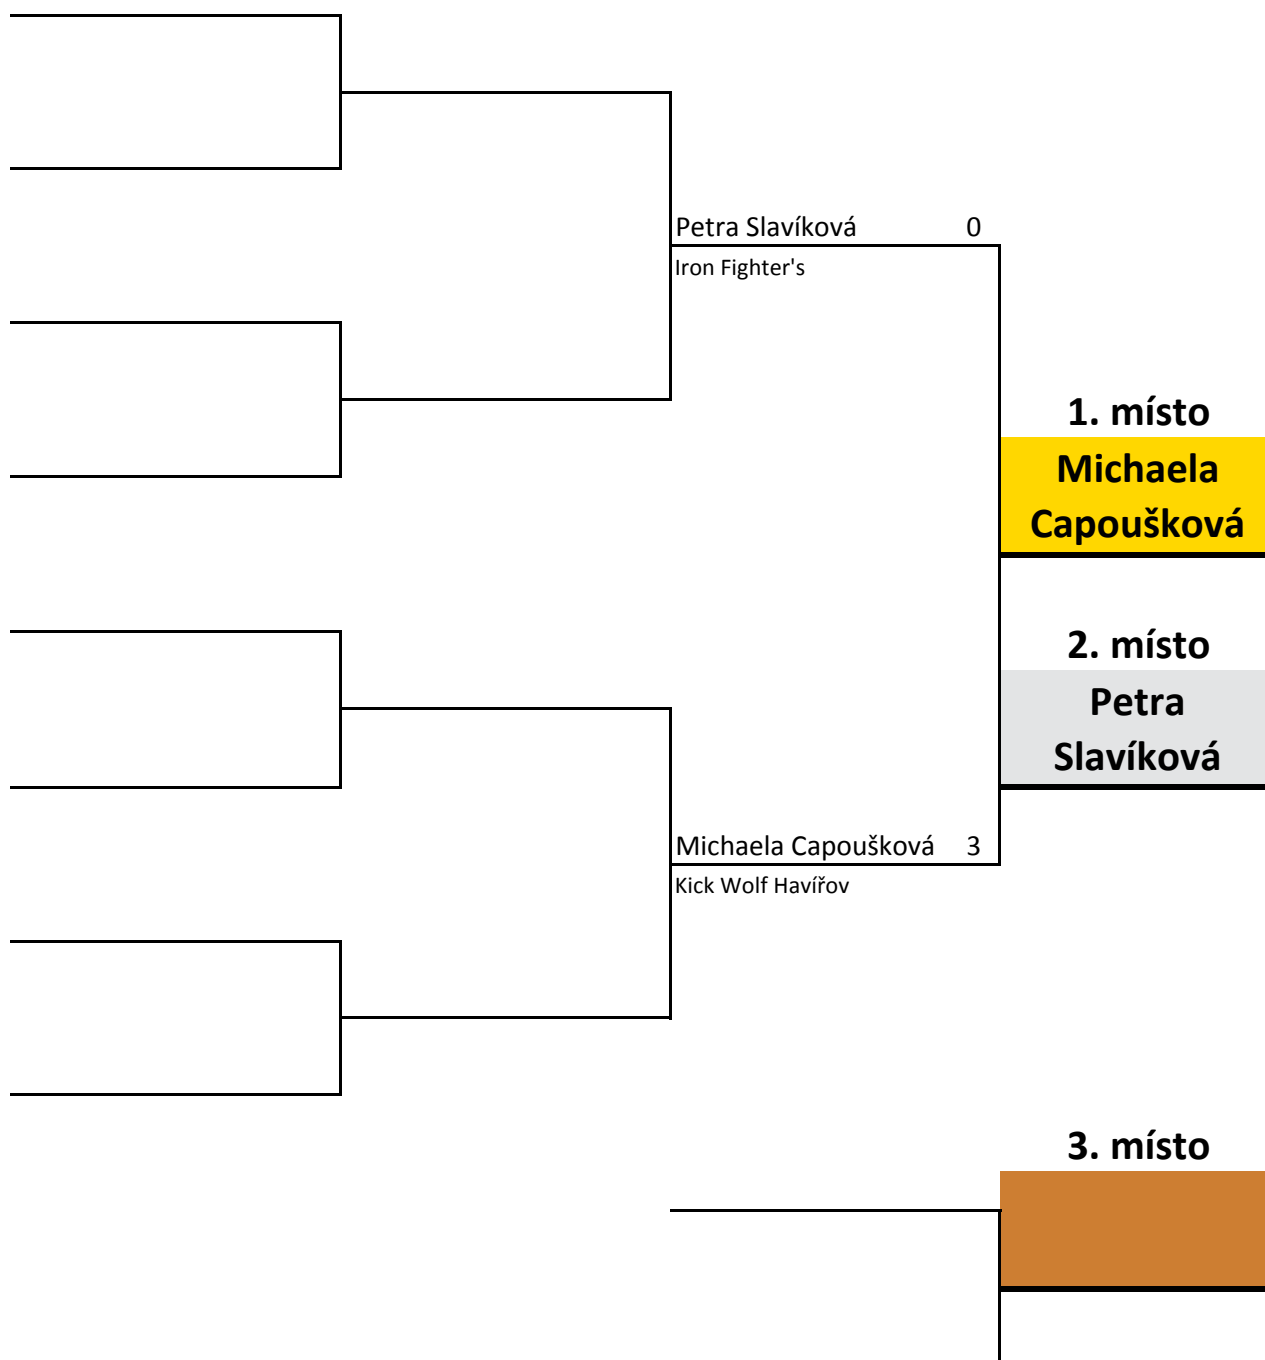 Petra Slavíková 0
Iron Fighter's
1. místo
Michaela
Capoušková
2. místo
Petra
Slavíková
Michaela Capoušková 3
Kick Wolf Havířov
3. místo